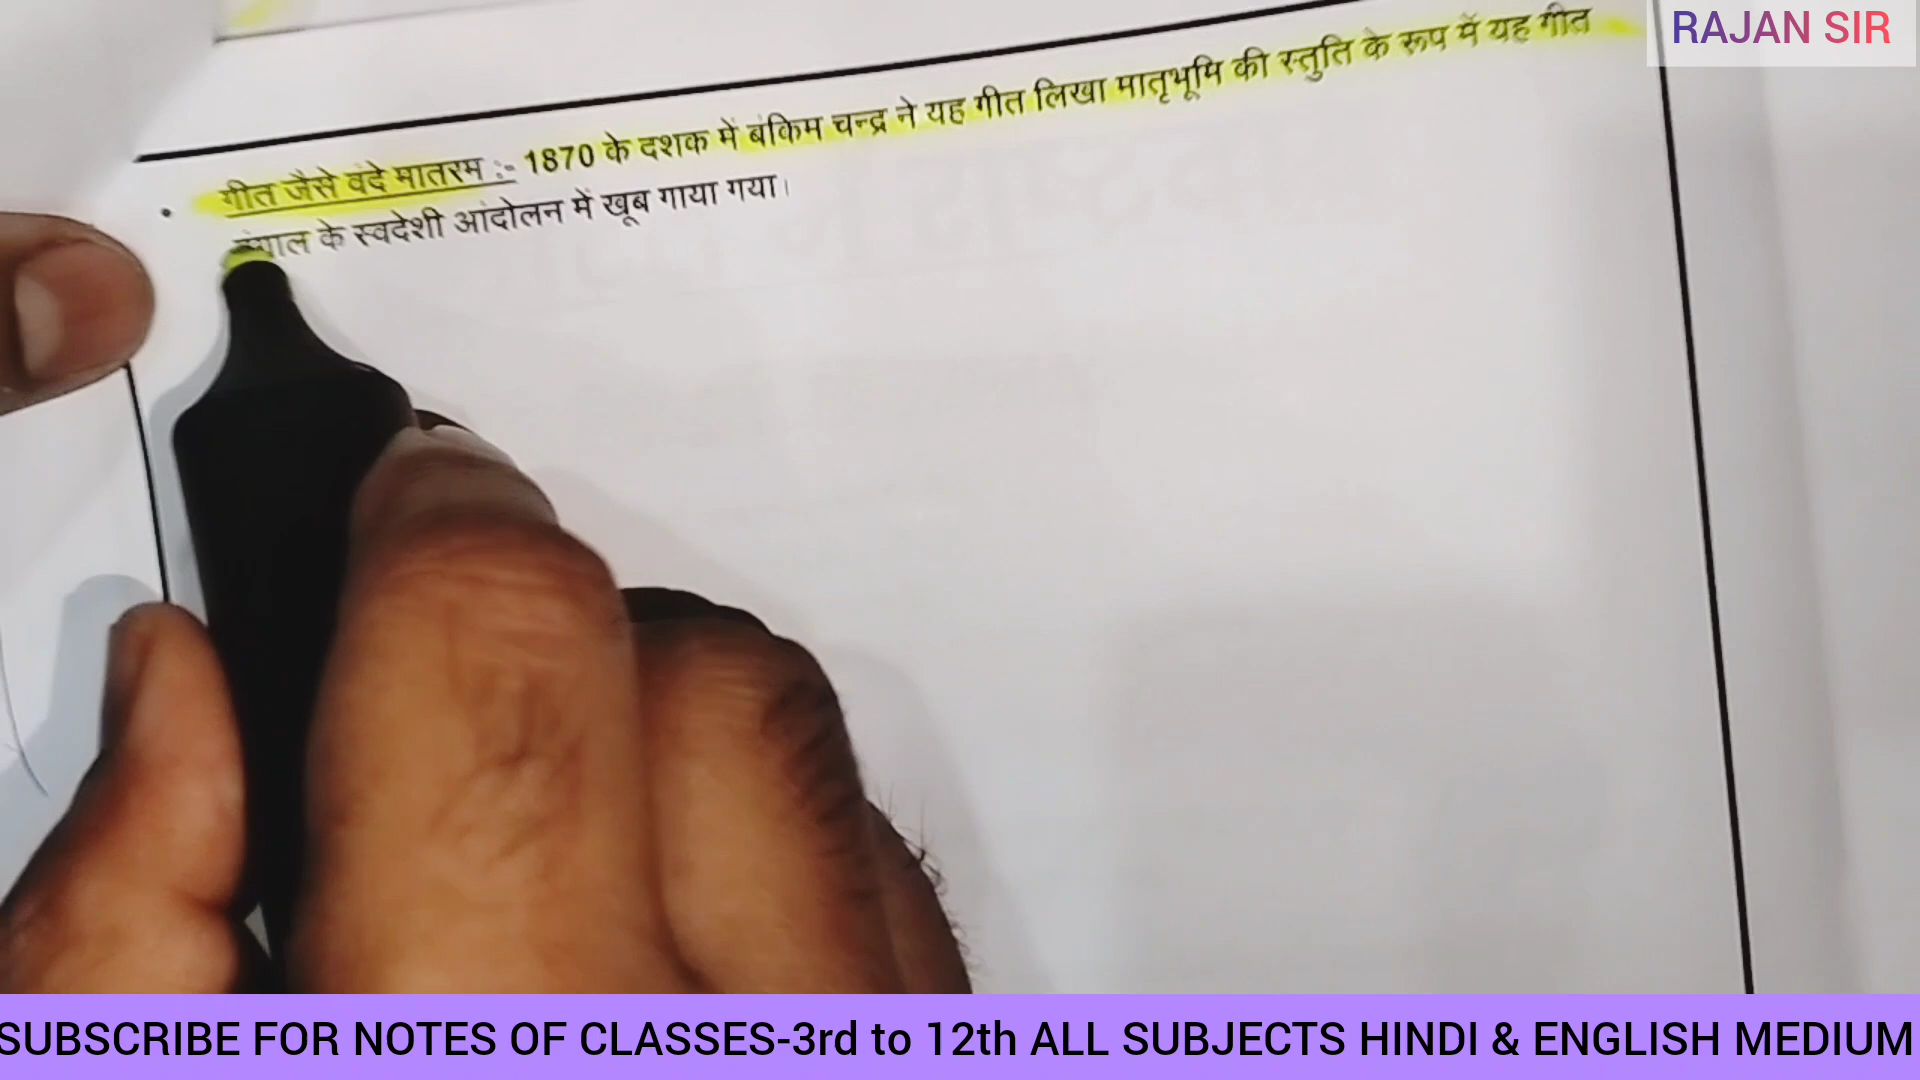 RAJAN SIR
• गीत जैसे वंदे मातरम :- 1870 के दशक में बंकिम चन्द्र ने यह गीत लिखा मातृभूमि की स्तुति के रूप में यह गीत
बंगाल के स्वदेशी आंदोलन में खूब गाया गया।
SUBSCRIBE FOR NOTES OF CLASSES-3rd to 12th ALL SUBJECTS HINDI & ENGLISH MEDIUM